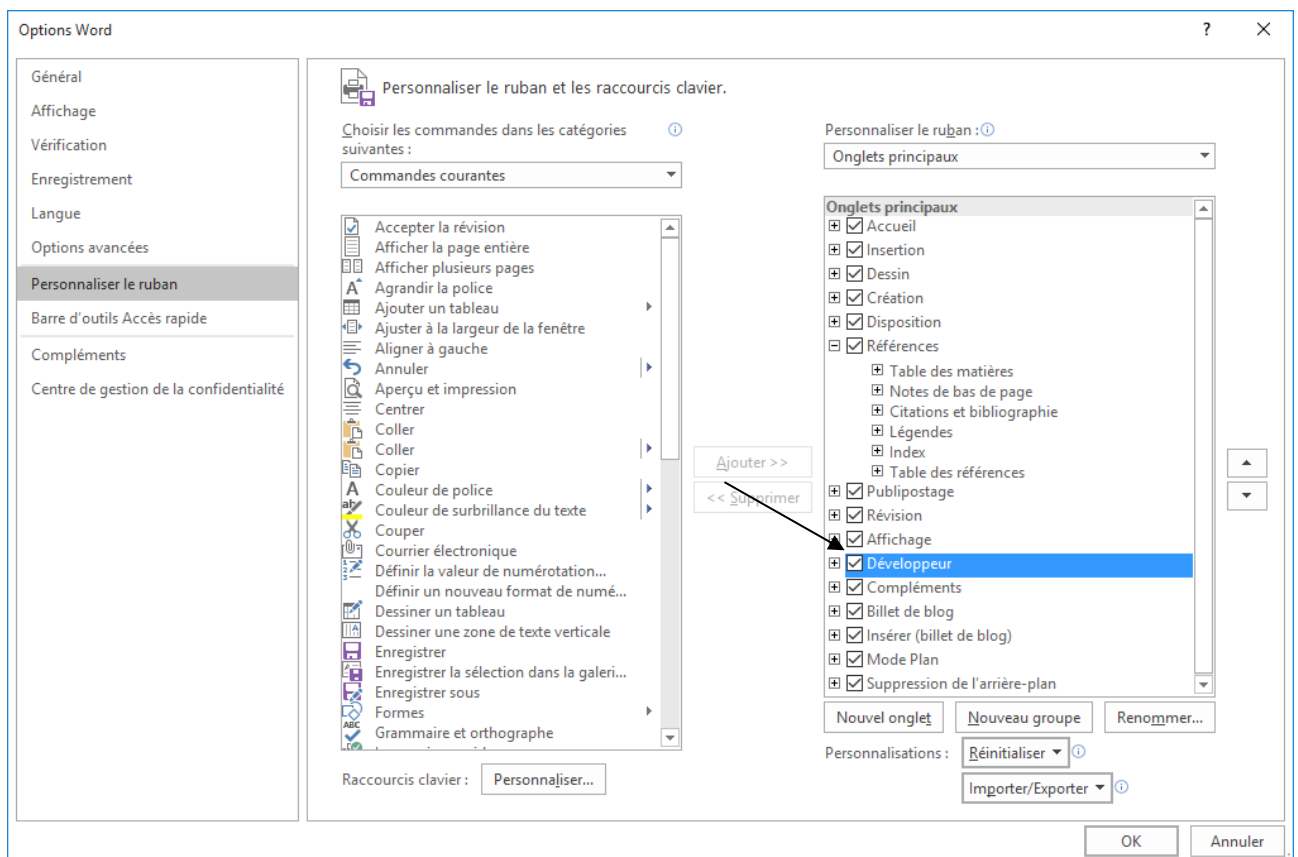 Options Word
?
Général
Affichage
Vérification
Enregistrement
Langue
Options avancées
Personnaliser le ruban
Barre d'outils Accès rapide
Compléments
Centre de gestion de la confidentialité
Personnaliser le ruban et les raccourcis clavier.
Choisir les commandes dans les catégories
suivantes :
Commandes courantes
Accepter la révision
Afficher la page entière
Afficher plusieurs pages
Agrandir la police
Ajouter un tableau
Ajuster à la largeur de la fenêtre
Aligner à gauche
Annuler
Aperçu et impression
Centrer
Coller
Coller
Copier
Couleur de police
Couleur de surbrillance du texte
Couper
Courrier électronique
Définir la valeur de numérotation...
Définir un nouveau format de numé...
Dessiner un tableau
Dessiner une zone de texte verticale
Enregistrer
Enregistrer la sélection dans la galeri...
Enregistrer sous
Formes
Grammaire et orthographe
Raccourcis clavier :
Personnaliser...
Ajouter >>
<< Supprimer
Personnaliser le ruban :
Onglets principaux
Onglets principaux
Accueil
Insertion
Dessin
Création
Disposition
Références
Table des matières
Notes de bas de page
Citations et bibliographie
Légendes
Index
Table des références
Publipostage
Révision
Affichage
Développeur
Compléments
Billet de blog
Insérer (billet de blog)
Mode Plan
Suppression de l'arrière-plan
Nouvel onglet
Nouveau groupe
Renommer...
Personnalisations :
Réinitialiser
Importer/Exporter
OK
Annuler